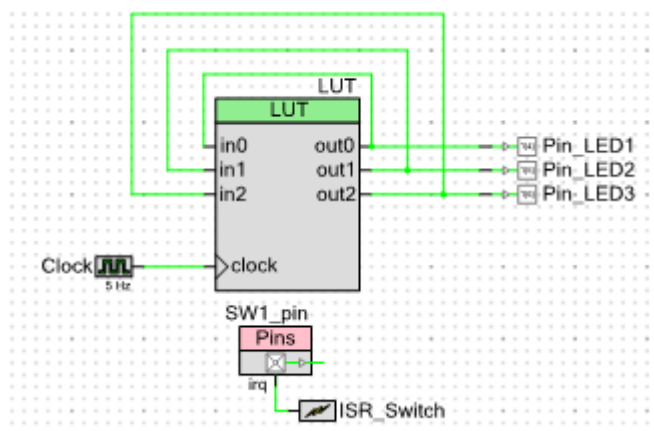 LUT
LUT
in0 out0 Pin_LED1
in1 out1 Pin_LED2
in2 out2 Pin_LED3
Clock clock
5 Hz
SW1_pin
Pins
irq
ISR_Switch